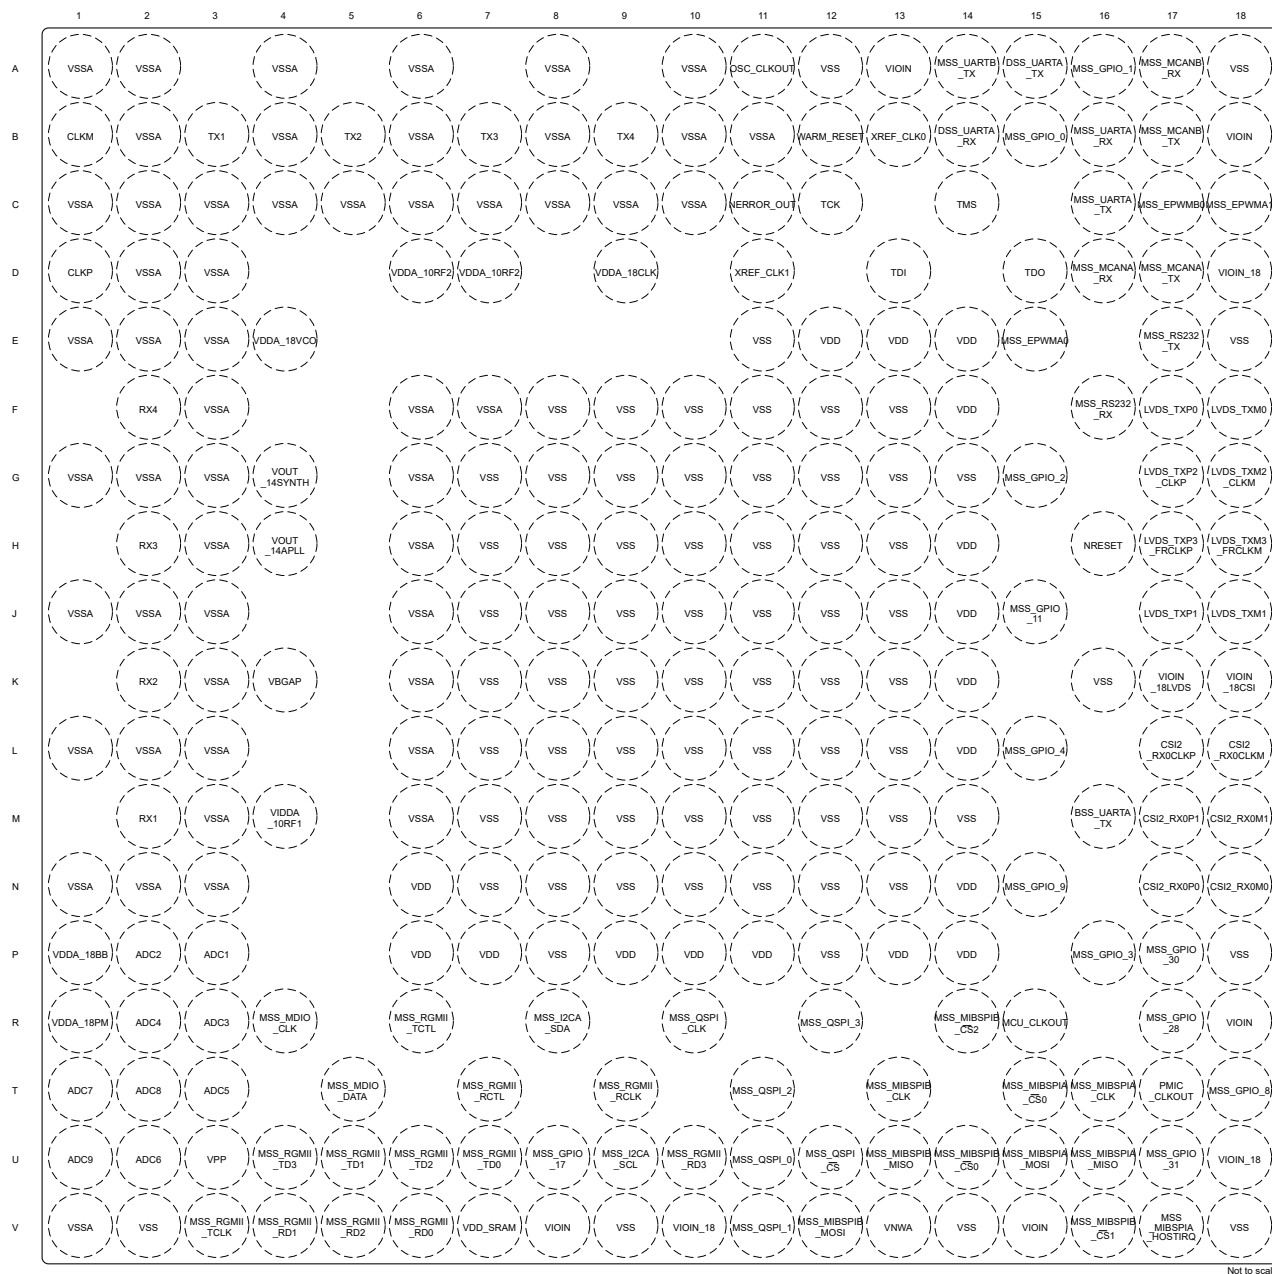 1 2 3 4 5 6 7 8 9 10 11 12 13 14 15 16 17 18
A VSSA VSSA VSSA VSSA VSSA VSSA OSC_CLKOUT VSS VIOIN MSS_UARTB DSS_UARTA MSS_GPIO_1 MSS_MCANB VSS
_TX _TX _RX
B CLKM VSSA TX1 VSSA TX2 VSSA TX3 VSSA TX4 VSSA VSSA WARM_RESET XREF_CLK0 DSS_UARTA MSS_GPIO_0 MSS_UARTA MSS_MCANB VIOIN
_RX _RX _TX
C VSSA VSSA VSSA VSSA VSSA VSSA VSSA VSSA VSSA VSSA NERROR_OUT TCK TMS MSS_UARTA MSS_EPWMB0 MSS_EPWMA1
_TX
D CLKP VSSA VSSA VDDA_10RF2 VDDA_10RF2 VDDA_18CLK XREF_CLK1 TDI TDO MSS_MCANA MSS_MCANA VIOIN_18
_RX _TX
E VSSA VSSA VSSA VDDA_18VCO VSS VDD VDD VDD MSS_EPWMA0 MSS_RS232 VSS
_TX
F RX4 VSSA VSSA VSSA VSS VSS VSS VSS VSS VSS VDD MSS_RS232 LVDS_TXP0 LVDS_TXM0
_RX
G VSSA VSSA VSSA VOUT VSSA VSS VSS VSS VSS VSS VSS VSS VSS MSS_GPIO_2 LVDS_TXP2 LVDS_TXM2
_14SYNTH _CLKP _CLKM
H RX3 VSSA VOUT VSSA VSS VSS VSS VSS VSS VSS VSS VDD NRESET LVDS_TXP3 LVDS_TXM3
_14APLL _FRCLKP _FRCLKM
J VSSA VSSA VSSA VSSA VSS VSS VSS VSS VSS VSS VSS VDD MSS_GPIO LVDS_TXP1 LVDS_TXM1
_11
K RX2 VSSA VBGAP VSSA VSS VSS VSS VSS VSS VSS VSS VDD VSS VIOIN VIOIN
_18LVDS _18CSI
L VSSA VSSA VSSA VSSA VSS VSS VSS VSS VSS VSS VSS VDD MSS_GPIO_4 CSI2 CSI2
_RX0CLKP _RX0CLKM
M RX1 VSSA VIDDA VSSA VSS VSS VSS VSS VSS VSS VSS VSS BSS_UARTA CSI2_RX0P1 CSI2_RX0M1
_10RF1 _TX
N VSSA VSSA VSSA VDD VSS VSS VSS VSS VSS VSS VSS VDD MSS_GPIO_9 CSI2_RX0P0 CSI2_RX0M0
P VDDA_18BB ADC2 ADC1 VDD VDD VSS VDD VDD VDD VSS VDD VDD MSS_GPIO_3 MSS_GPIO VSS
_30
R VDDA_18PM ADC4 ADC3 MSS_MDIO MSS_RGMII MSS_I2CA MSS_QSPI MSS_QSPI_3 MSS_MIBSPIB MCU_CLKOUT MSS_GPIO VIOIN
_CLK _TCTL _SDA _CLK _CS2 _28
T ADC7 ADC8 ADC5 MSS_MDIO MSS_RGMII MSS_RGMII MSS_QSPI_2 MSS_MIBSPIB MSS_MIBSPIA MSS_MIBSPIA PMIC MSS_GPIO_8
_DATA _RCTL _RCLK _CLK _CS0 _CLK _CLKOUT
U ADC9 ADC6 VPP MSS_RGMII MSS_RGMII MSS_RGMII MSS_RGMII MSS_GPIO MSS_I2CA MSS_RGMII MSS_QSPI_0 MSS_QSPI MSS_MIBSPIB MSS_MIBSPIB MSS_MIBSPIA MSS_MIBSPIA MSS_GPIO VIOIN_18
_TD3 _TD1 _TD2 _TD0 _17 _SCL _RD3 _CS _MISO _CS0 _MOSI _MISO _31
V VSSA VSS MSS_RGMII MSS_RGMII MSS_RGMII MSS_RGMII VDD_SRAM VIOIN VSS VIOIN_18 MSS_QSPI_1 MSS_MIBSPIB VNWA VSS VIOIN MSS_MIBSPIB MSS VSS
_TCLK _RD1 _RD2 _RD0 _MOSI _CS1 _MIBSPIA
_HOSTIRQ
Not to scal